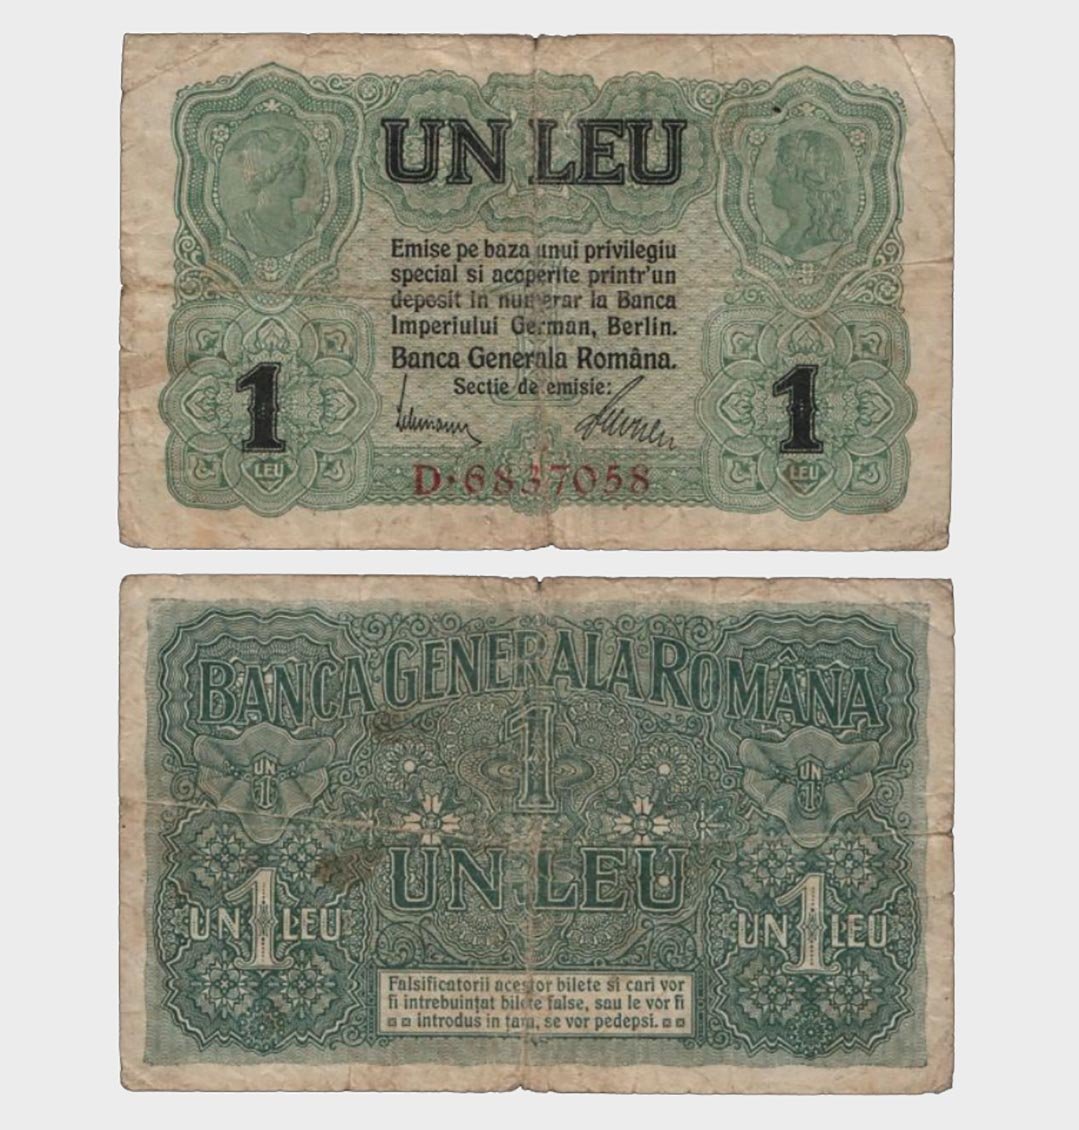 UN LEU
Emise pe baza unui privilegiu
special si acoperite printr'un
deposit in numerar la Banca
Imperiului German, Berlin.
Banca Generala Româna.
Sectie de emisie:
1
LEU
1
LEU
D·6837058
BANCA GENERALA ROMÂNA
UN
1
1
UN
1
UN LEU
UN 1 LEU
UN 1 LEU
Falsificatorii acestor bilete si cari vor
fi intrebuințat bilete false, sau le vor fi
introdus in țara, se vor pedepsi.